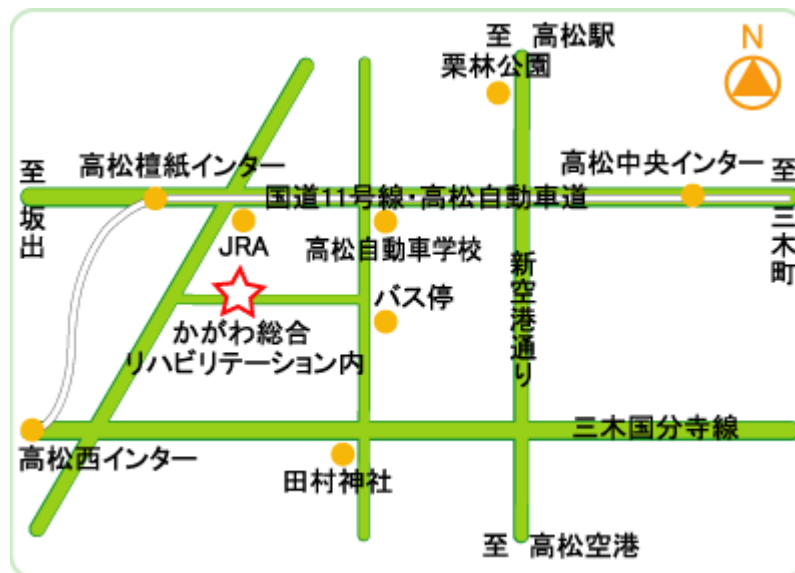 至 高松駅
N
栗林公園
高松檀紙インター
高松中央インター
至坂出
国道11号線・高松自動車道
至三木町
JRA
高松自動車学校
新空港通り
バス停
かがわ総合
リハビリテーション内
三木国分寺線
高松西インター
田村神社
至 高松空港